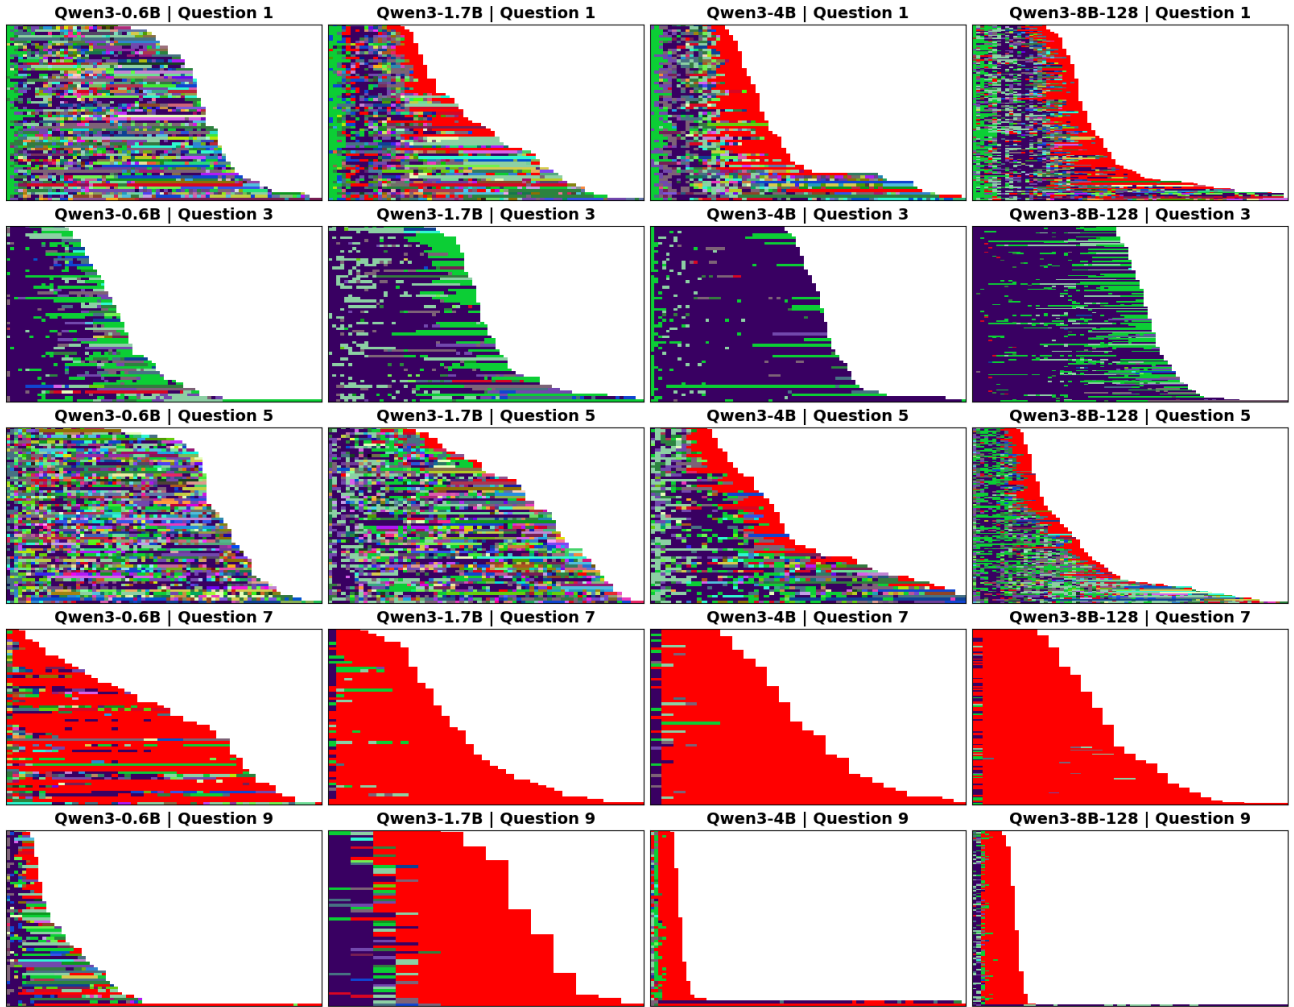 Qwen3-0.6B | Question 1 Qwen3-1.7B | Question 1 Qwen3-4B | Question 1 Qwen3-8B-128 | Question 1
Qwen3-0.6B | Question 3 Qwen3-1.7B | Question 3 Qwen3-4B | Question 3 Qwen3-8B-128 | Question 3
Qwen3-0.6B | Question 5 Qwen3-1.7B | Question 5 Qwen3-4B | Question 5 Qwen3-8B-128 | Question 5
Qwen3-0.6B | Question 7 Qwen3-1.7B | Question 7 Qwen3-4B | Question 7 Qwen3-8B-128 | Question 7
Qwen3-0.6B | Question 9 Qwen3-1.7B | Question 9 Qwen3-4B | Question 9 Qwen3-8B-128 | Question 9